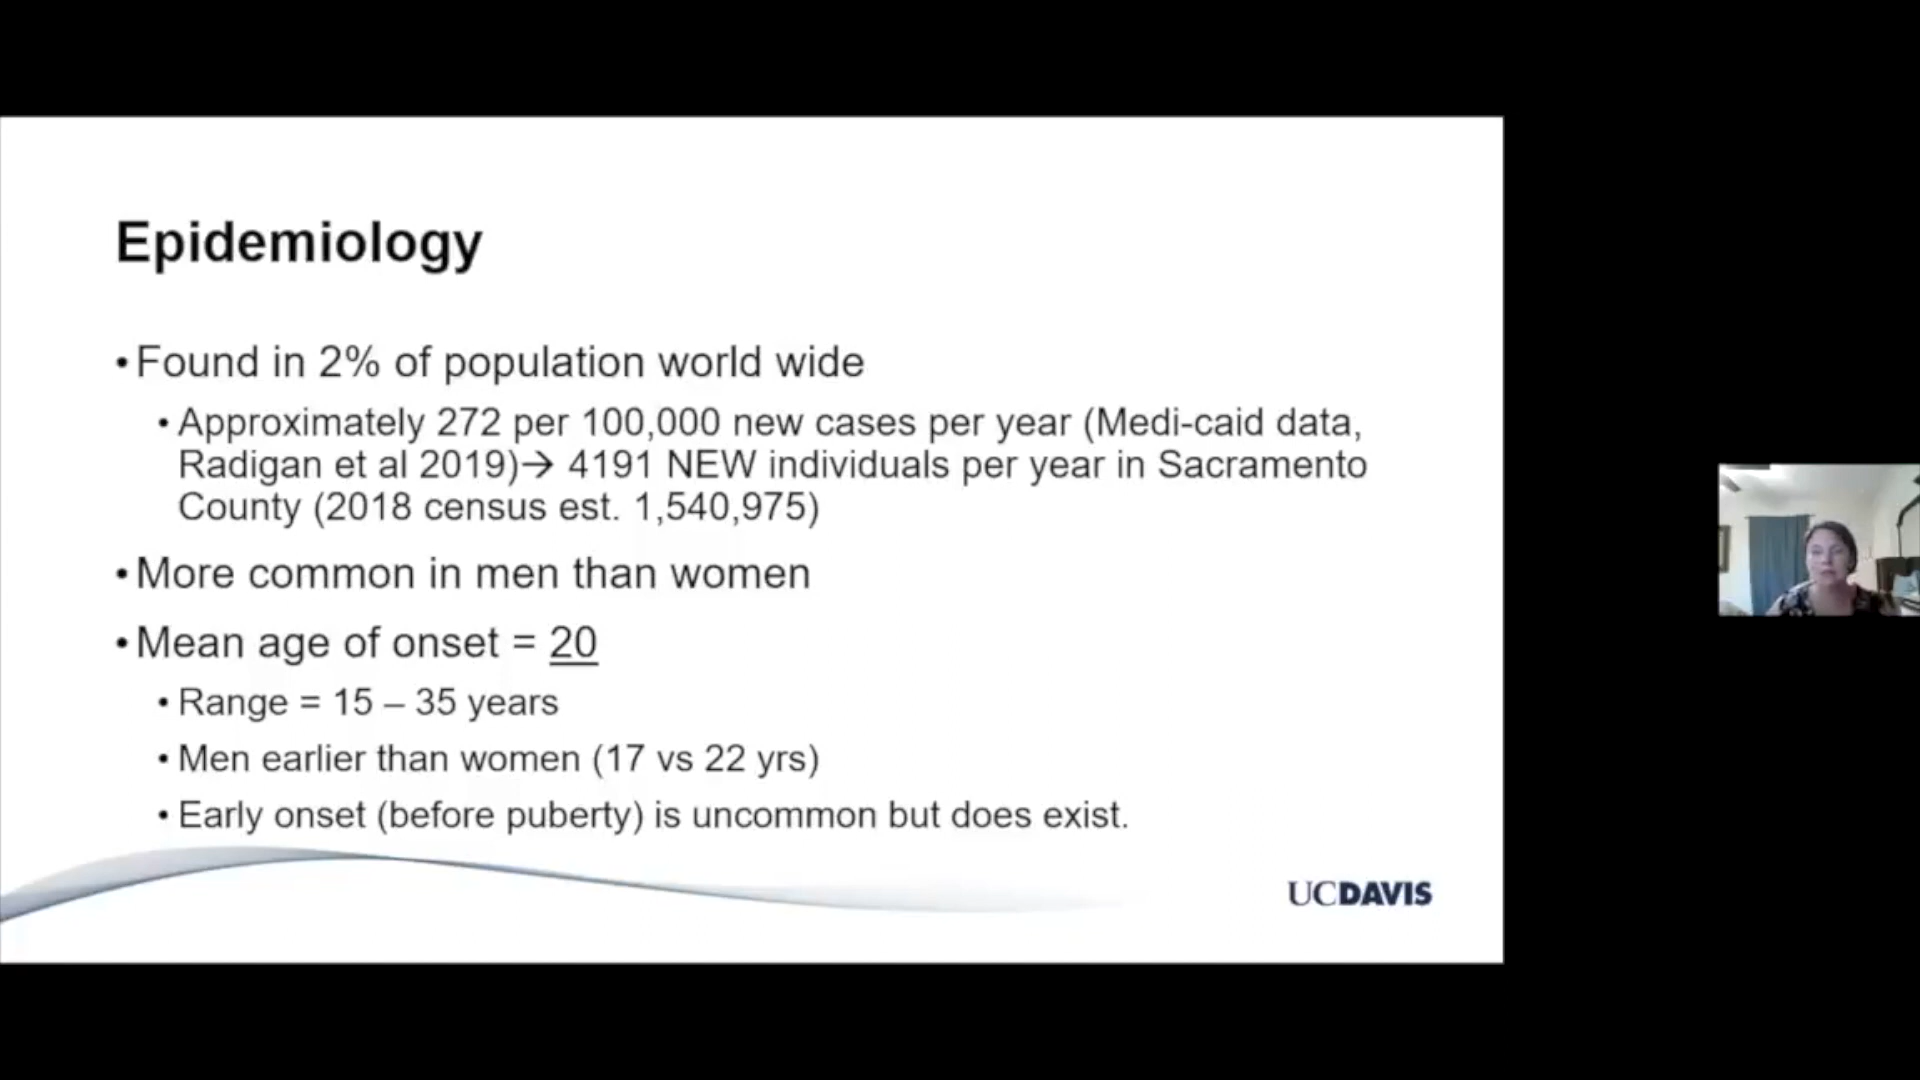 Epidemiology
• Found in 2% of population world wide
• Approximately 272 per 100,000 new cases per year (Medi-caid data,
Radigan et al 2019)→ 4191 NEW individuals per year in Sacramento
County (2018 census est. 1,540,975)
• More common in men than women
• Mean age of onset = 20
• Range = 15 – 35 years
• Men earlier than women (17 vs 22 yrs)
• Early onset (before puberty) is uncommon but does exist.
UCDAVIS